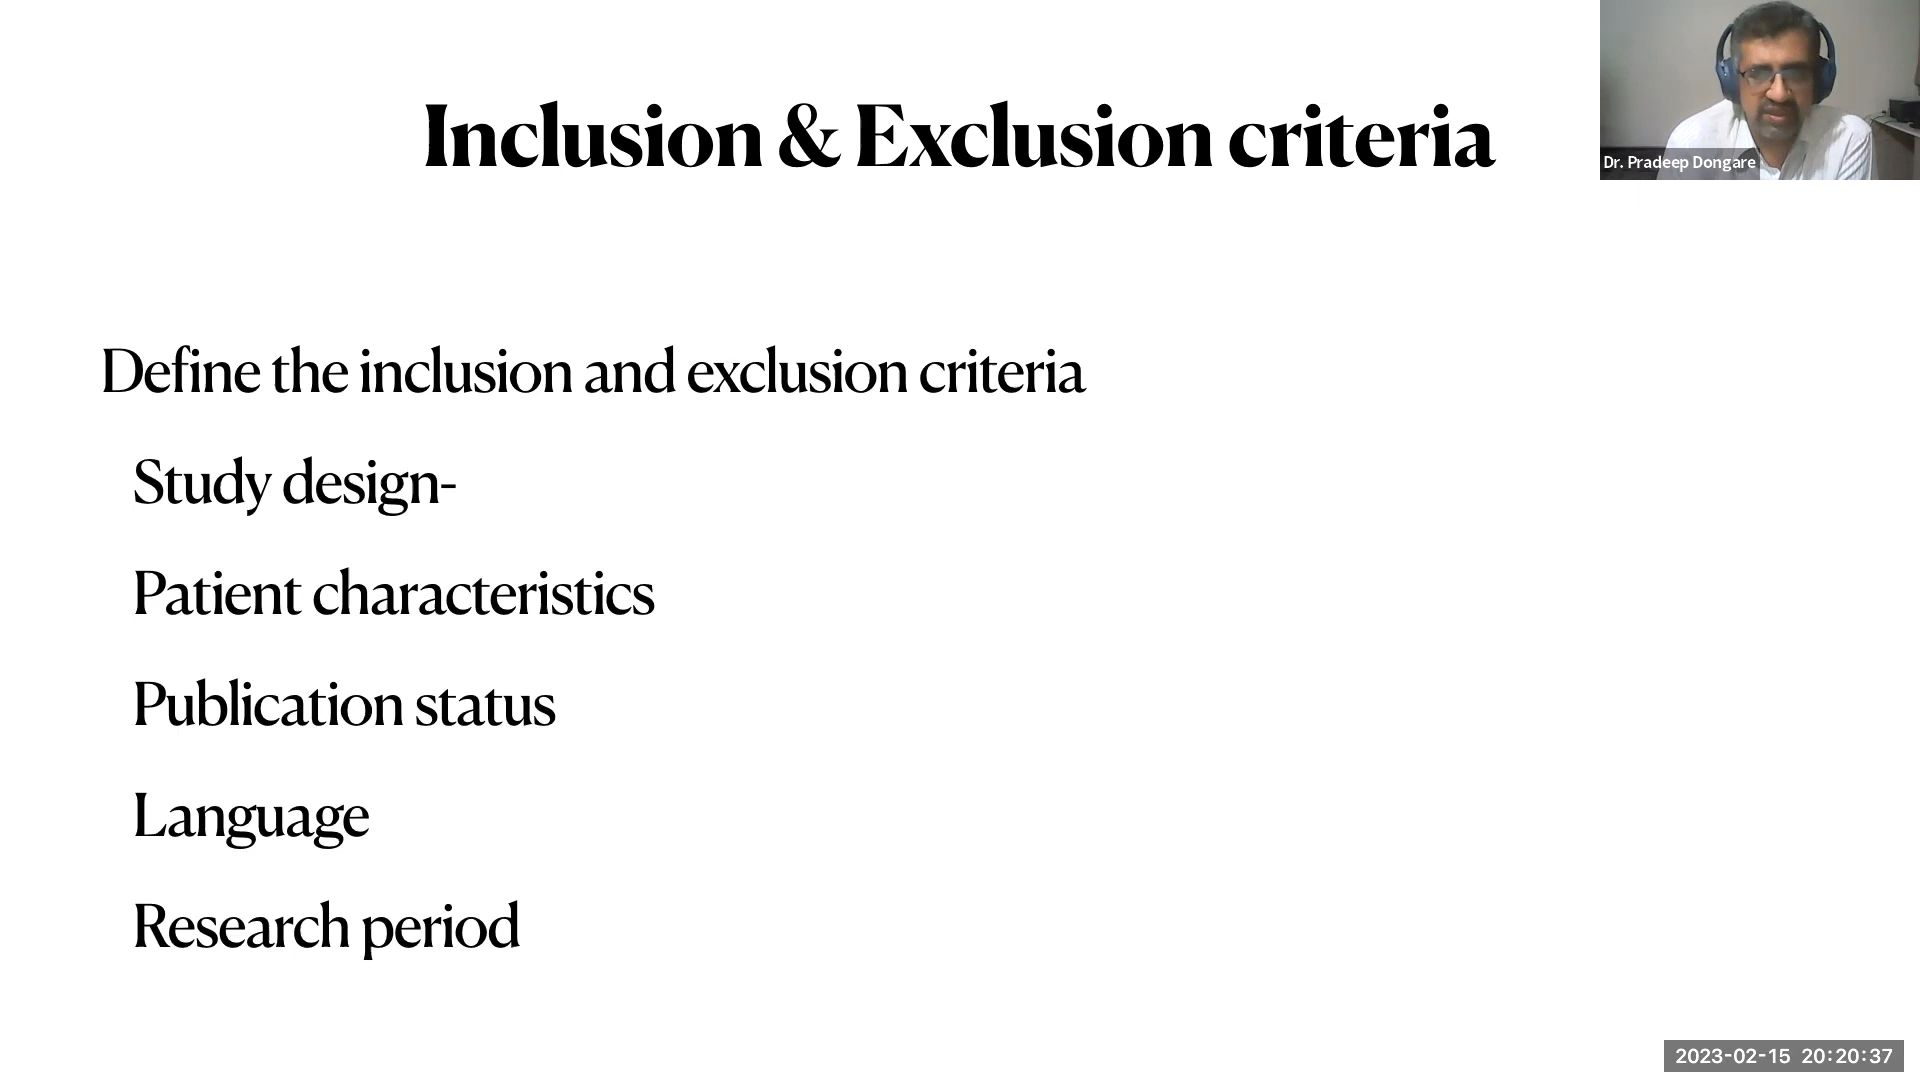 Inclusion & Exclusion criteria
Dr. Pradeep Dongare
Define the inclusion and exclusion criteria
Study design-
Patient characteristics
Publication status
Language
Research period
2023-02-15 20:20:37